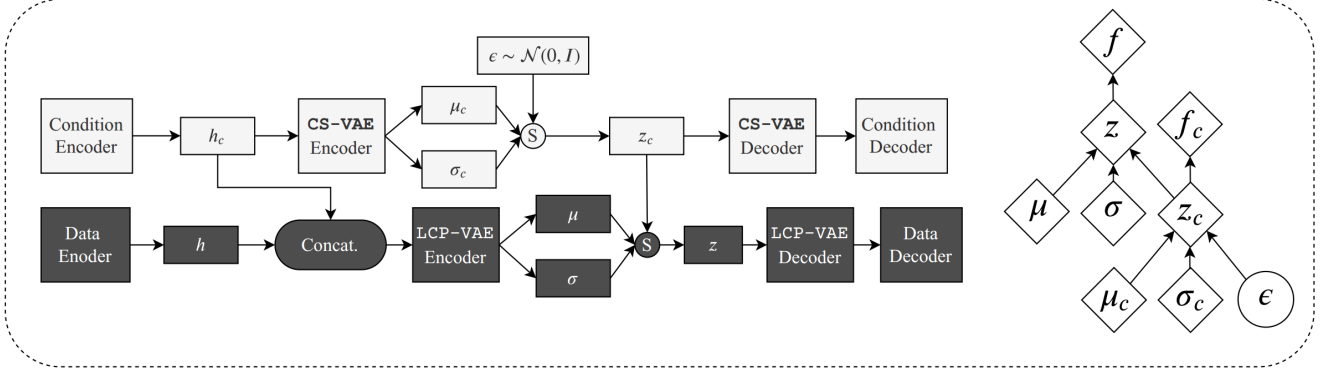 ϵ ∼ 𝒩(0, I)
Condition
Encoder
h_c
CS-VAE
Encoder
μ_c
σ_c
S
z_c
CS-VAE
Decoder
Condition
Decoder
Data
Enoder
h
Concat.
LCP-VAE
Encoder
μ
σ
S
z
LCP-VAE
Decoder
Data
Decoder
f
z
f_c
μ
σ
z_c
μ_c
σ_c
ϵ